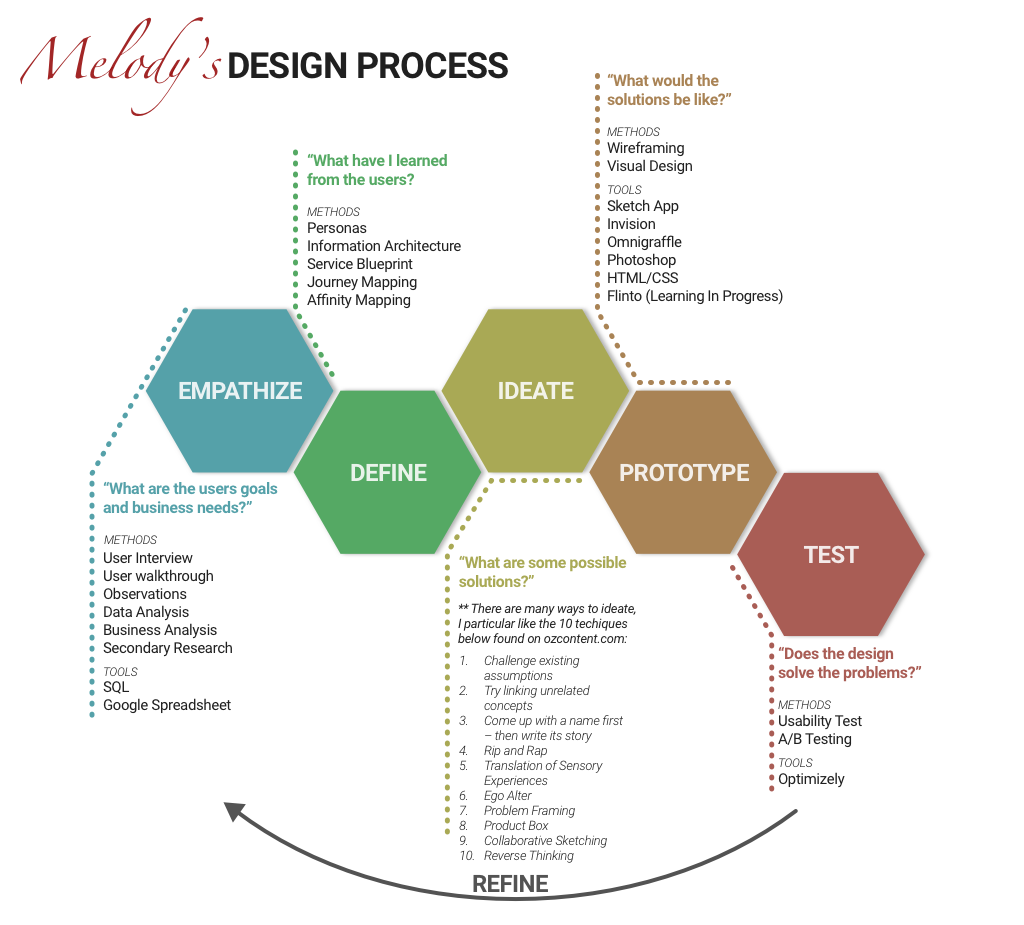 Melody's DESIGN PROCESS
“What would the
solutions be like?”
METHODS
Wireframing
Visual Design
TOOLS
Sketch App
Invision
Omnigraffle
Photoshop
HTML/CSS
Flinto (Learning In Progress)
“What have I learned
from the users?
METHODS
Personas
Information Architecture
Service Blueprint
Journey Mapping
Affinity Mapping
EMPATHIZE
DEFINE
IDEATE
PROTOTYPE
TEST
“What are the users goals
and business needs?”
METHODS
User Interview
User walkthrough
Observations
Data Analysis
Business Analysis
Secondary Research
TOOLS
SQL
Google Spreadsheet
“What are some possible
solutions?”
** There are many ways to ideate,
I particular like the 10 techiques
below found on ozcontent.com:
1. Challenge existing
assumptions
2. Try linking unrelated
concepts
3. Come up with a name first
– then write its story
4. Rip and Rap
5. Translation of Sensory
Experiences
6. Ego Alter
7. Problem Framing
8. Product Box
9. Collaborative Sketching
10. Reverse Thinking
“Does the design
solve the problems?”
METHODS
Usability Test
A/B Testing
TOOLS
Optimizely
REFINE